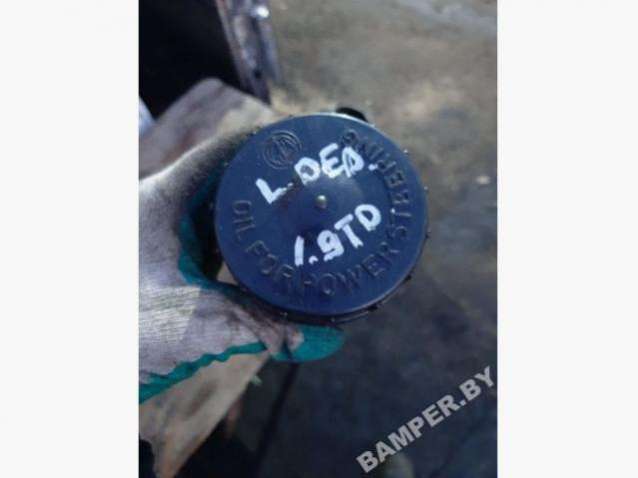 L.DED.
1.9TD
OIL FOR POWER STEERING
BAMPER.BY